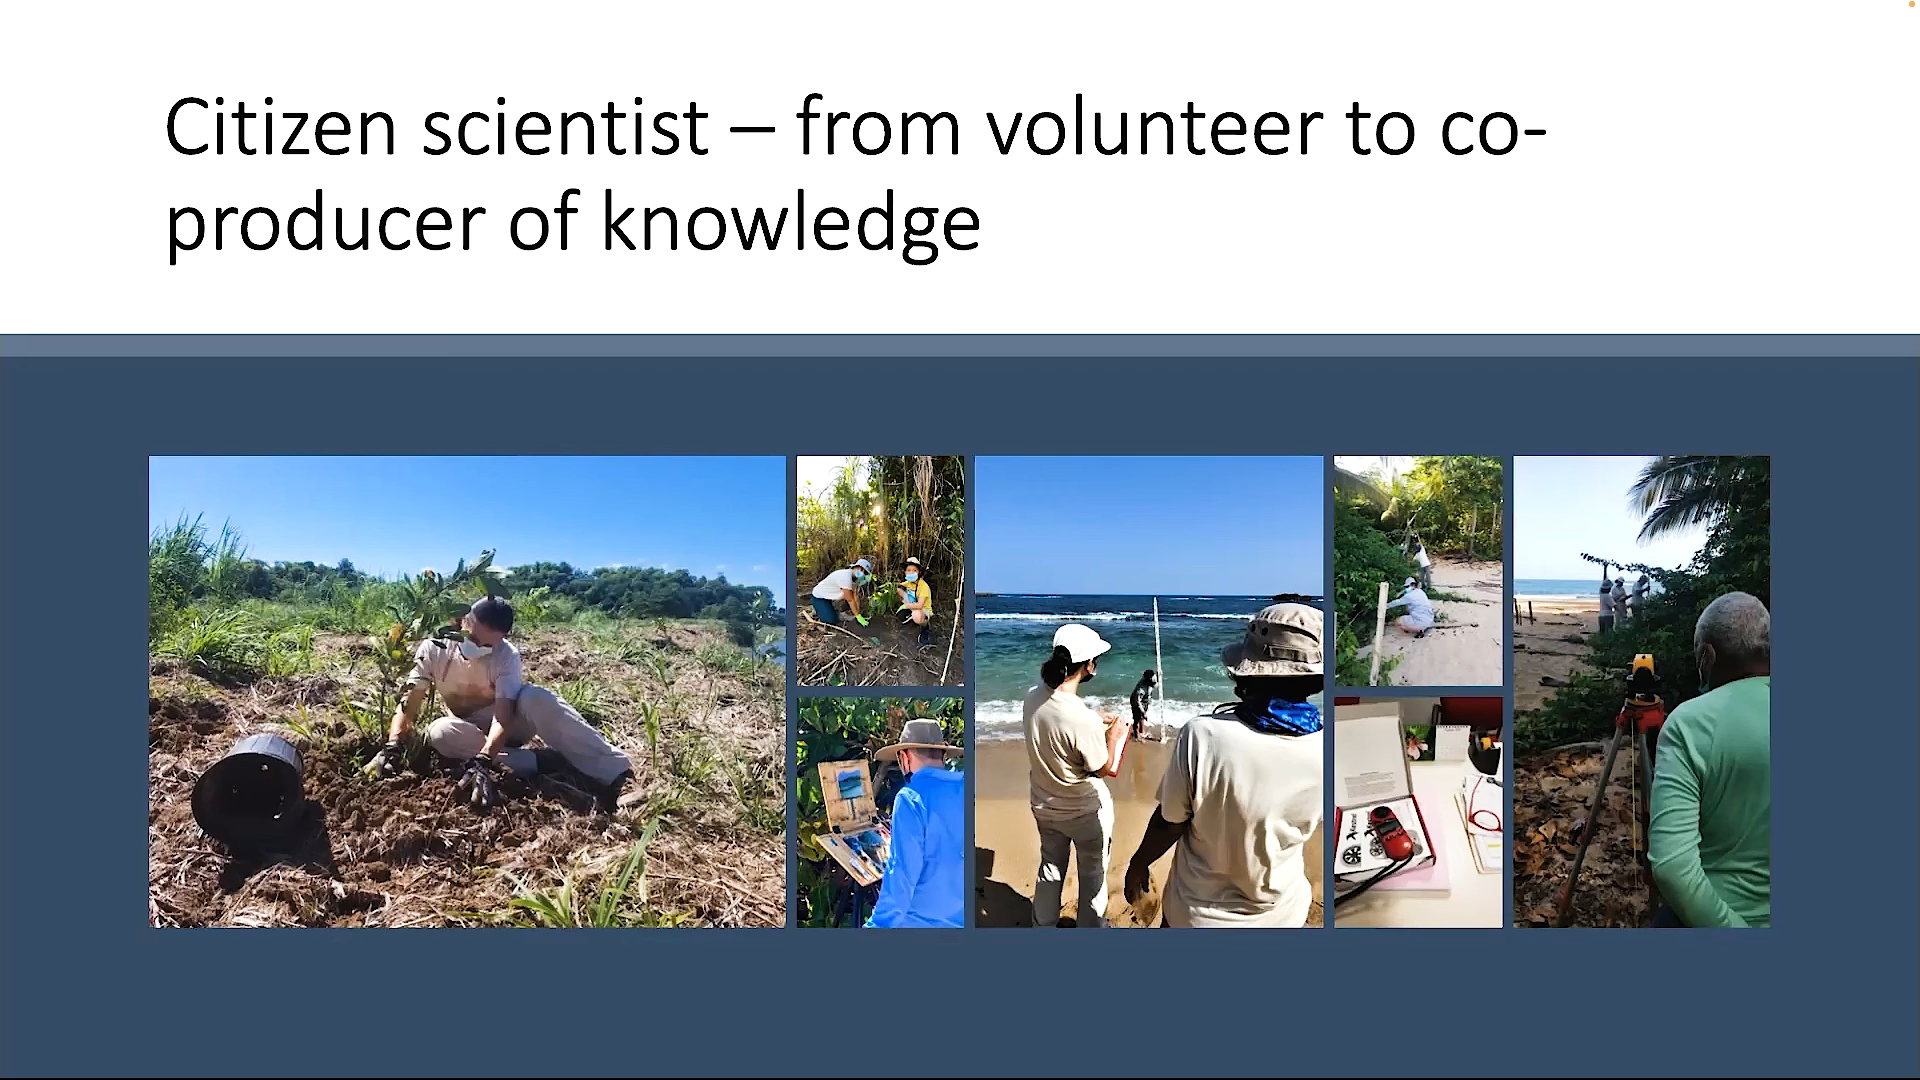 Citizen scientist – from volunteer to co-
producer of knowledge